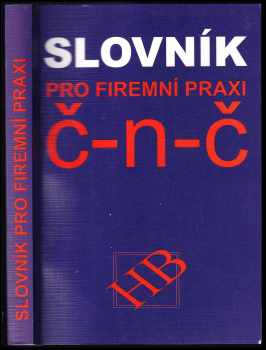 SLOVNÍK PRO FIREMNÍ PRAXI
SLOVNÍK
PRO FIREMNÍ PRAXI
č-n-č
HB